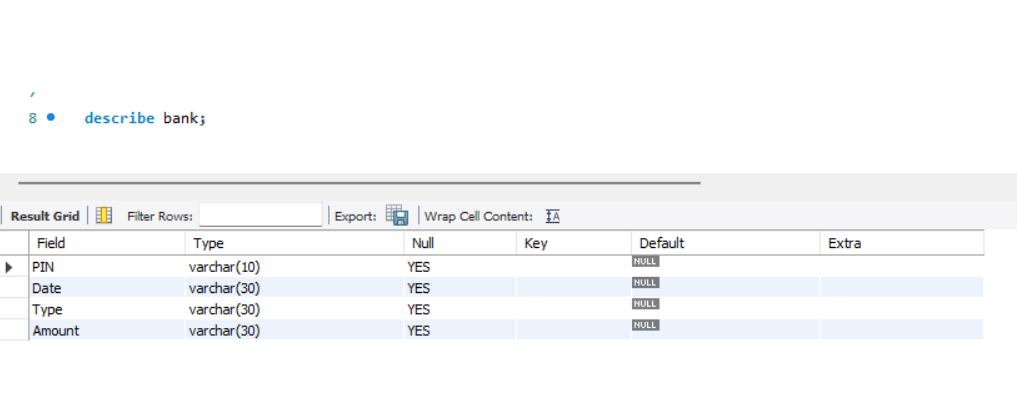 8 describe bank;
Result Grid Filter Rows: Export: Wrap Cell Content: IA
Field Type Null Key Default Extra
PIN varchar(10) YES NULL
Date varchar(30) YES NULL
Type varchar(30) YES NULL
Amount varchar(30) YES NULL